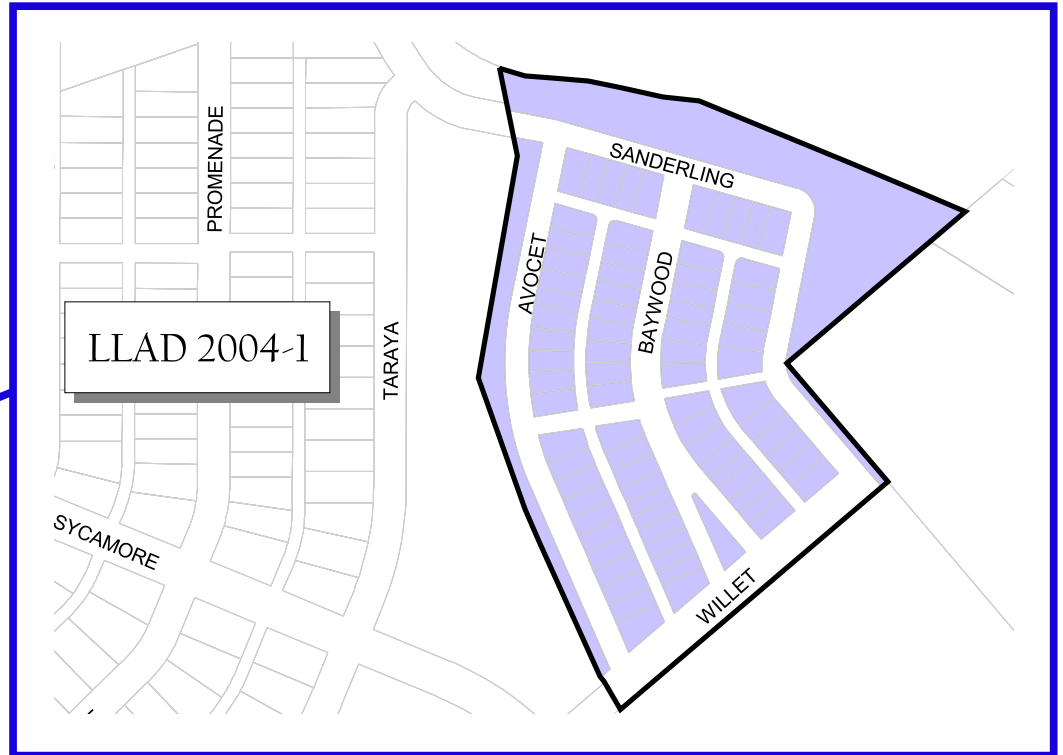 PROMENADE
SANDERLING
AVOCET
BAYWOOD
LLAD 2004-1
TARAYA
SYCAMORE
WILLET